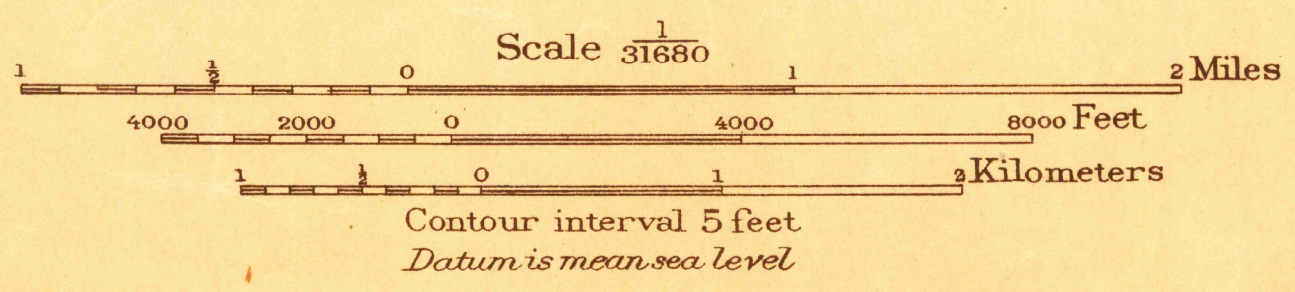 Scale 1/31680
1 ½ 0 1 2 Miles
4000 2000 0 4000 8000 Feet
1 ½ 0 1 2 Kilometers
Contour interval 5 feet
Datum is mean sea level